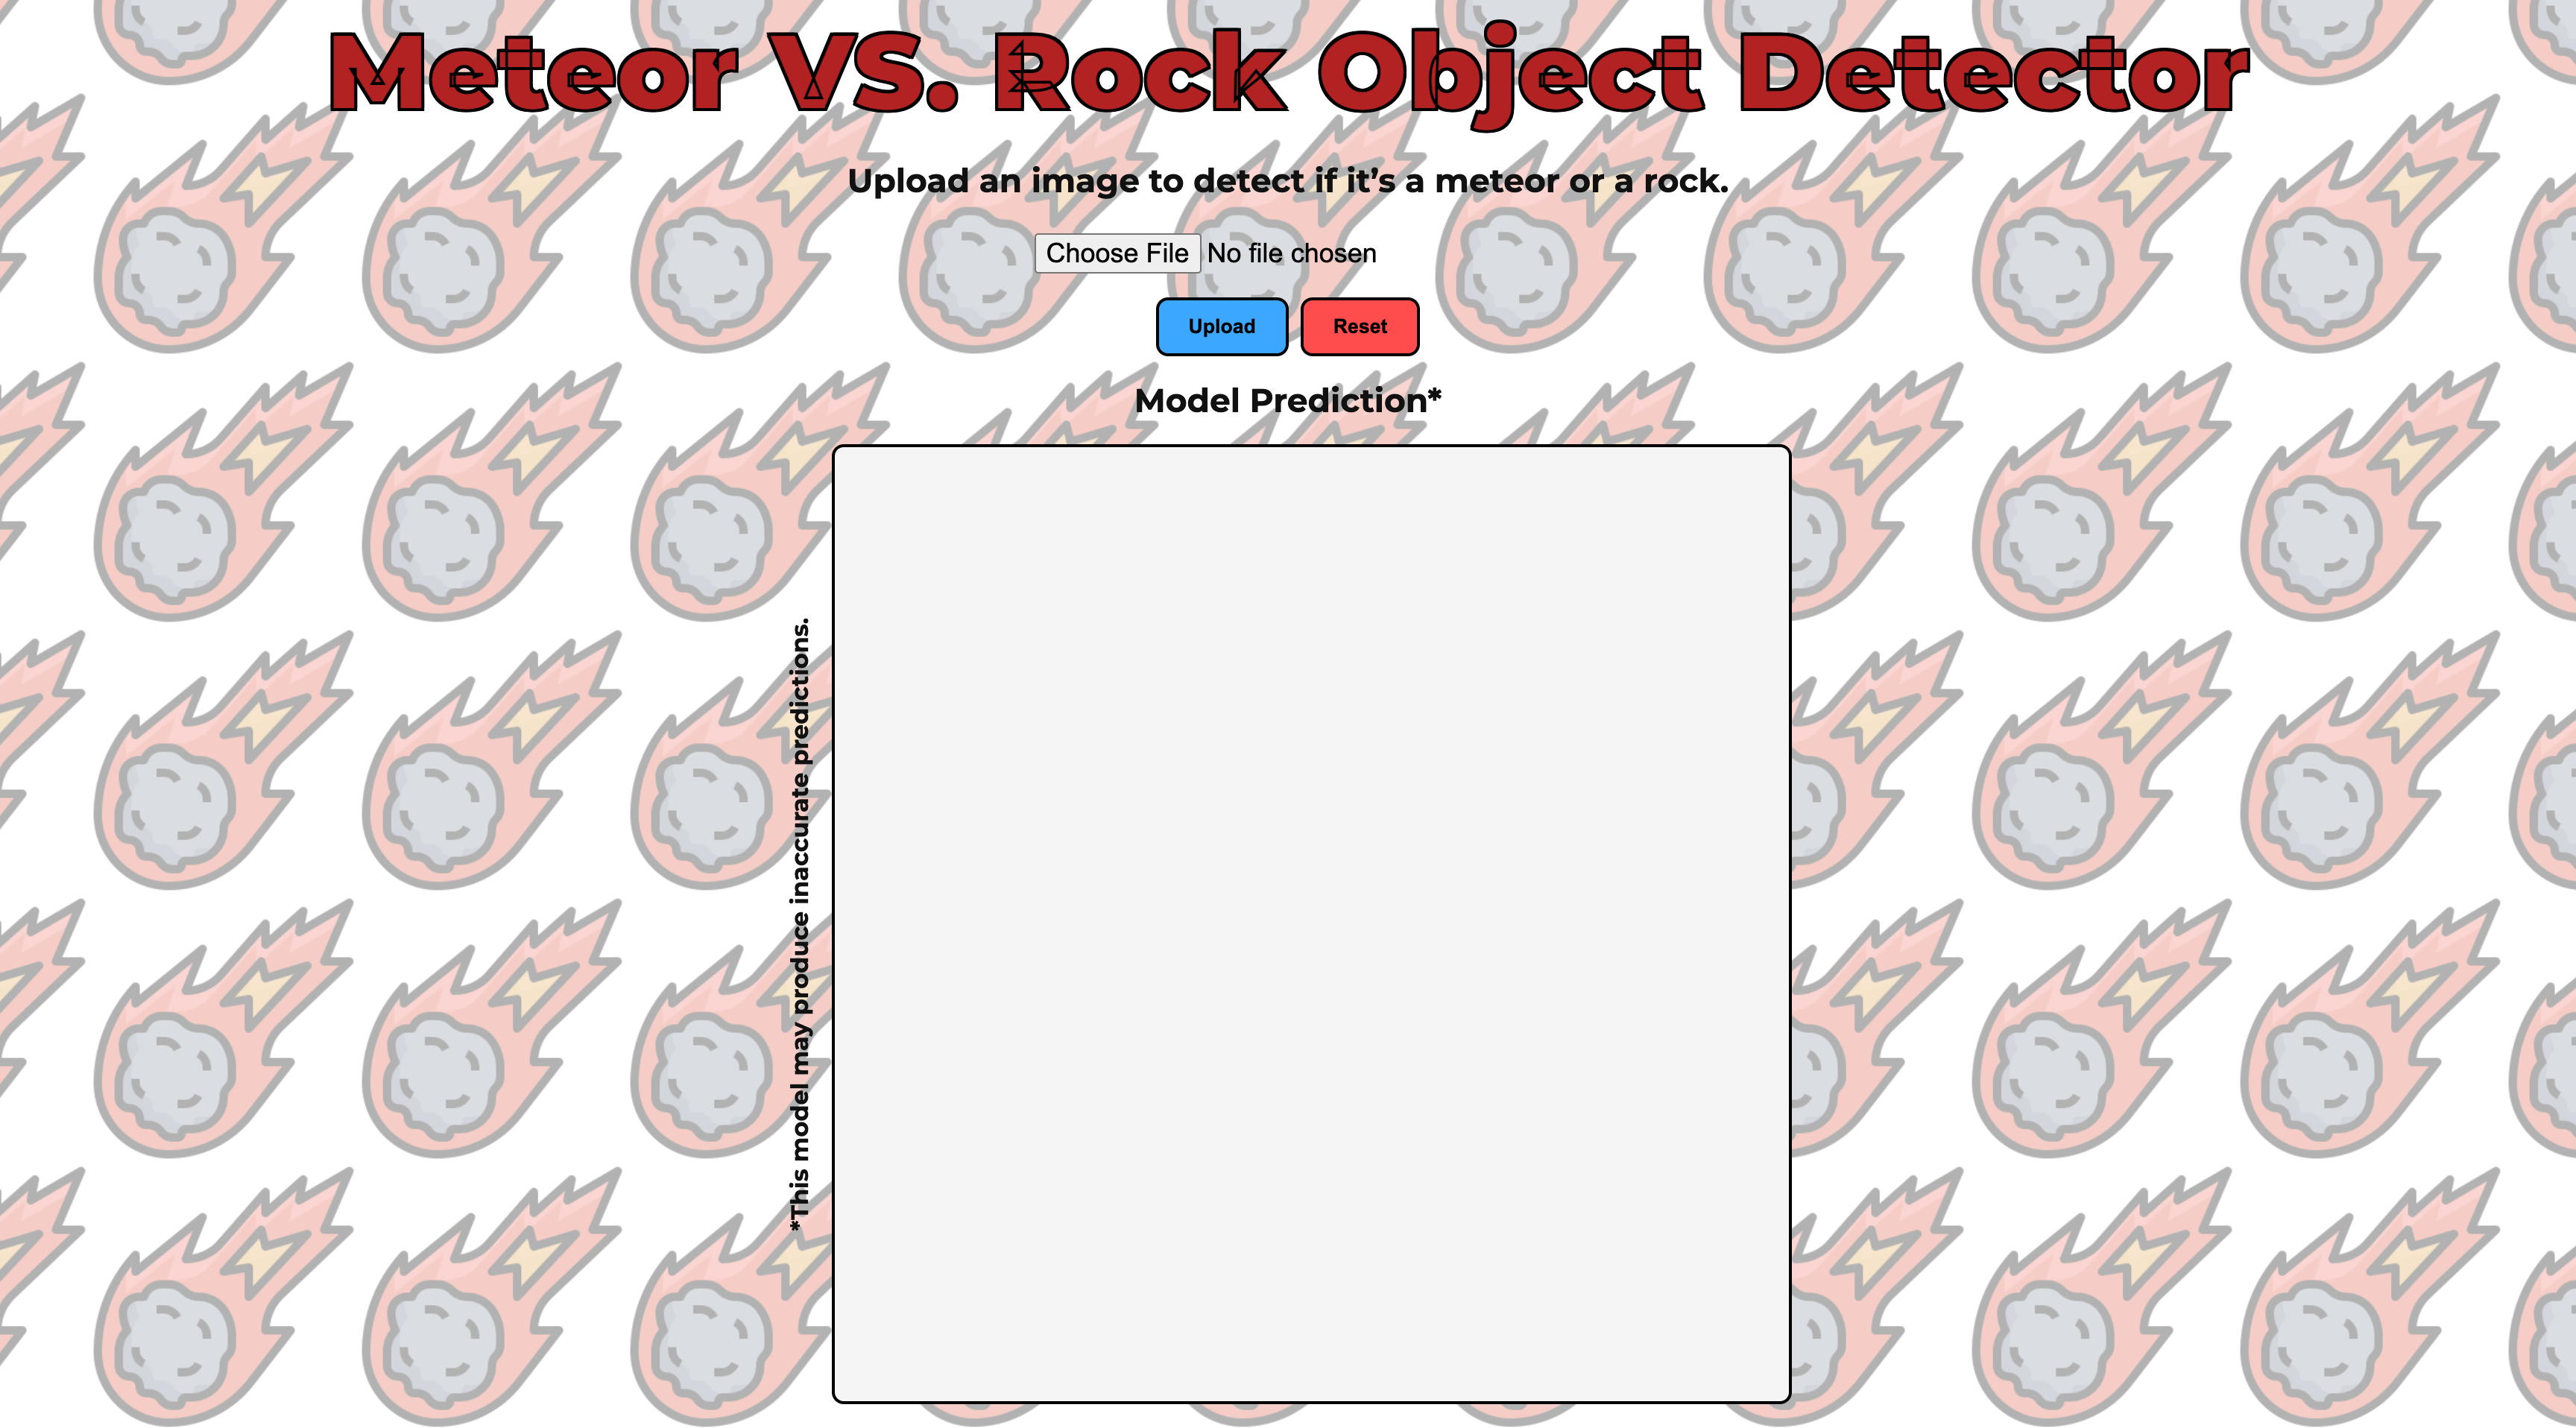 Meteor VS. Rock Object Detector
Upload an image to detect if it’s a meteor or a rock.
Choose File No file chosen
Upload Reset
Model Prediction*
*This model may produce inaccurate predictions.